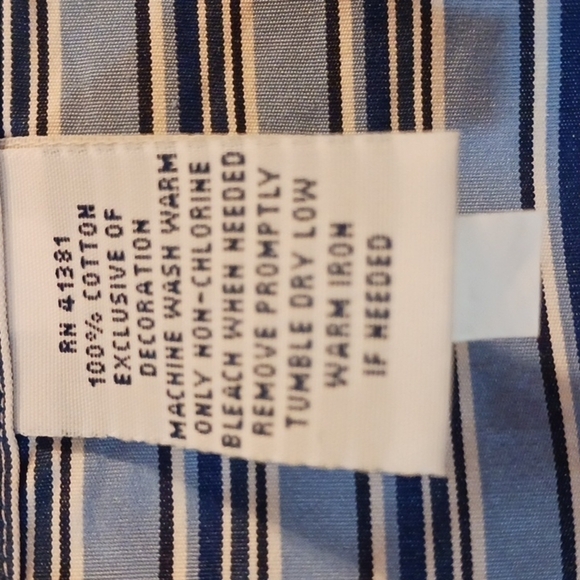 RN 41381
100% COTTON
EXCLUSIVE OF
DECORATION
MACHINE WASH WARM
ONLY NON-CHLORINE
BLEACH WHEN NEEDED
REMOVE PROMPTLY
TUMBLE DRY LOW
WARM IRON
IF NEEDED